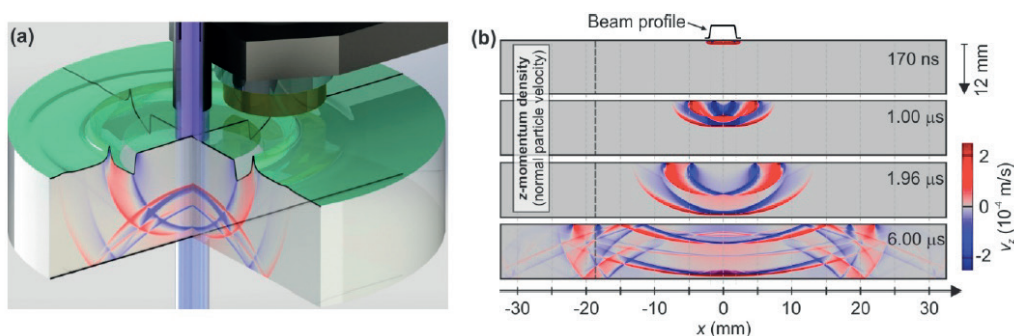 (a)
(b)
Beam profile
z-momentum density
(normal particle velocity)
170 ns
12 mm
1.00 µs
1.96 µs
6.00 µs
2
0
-2
v_z (10⁻⁴ m/s)
-30 -20 -10 0 10 20 30
x (mm)